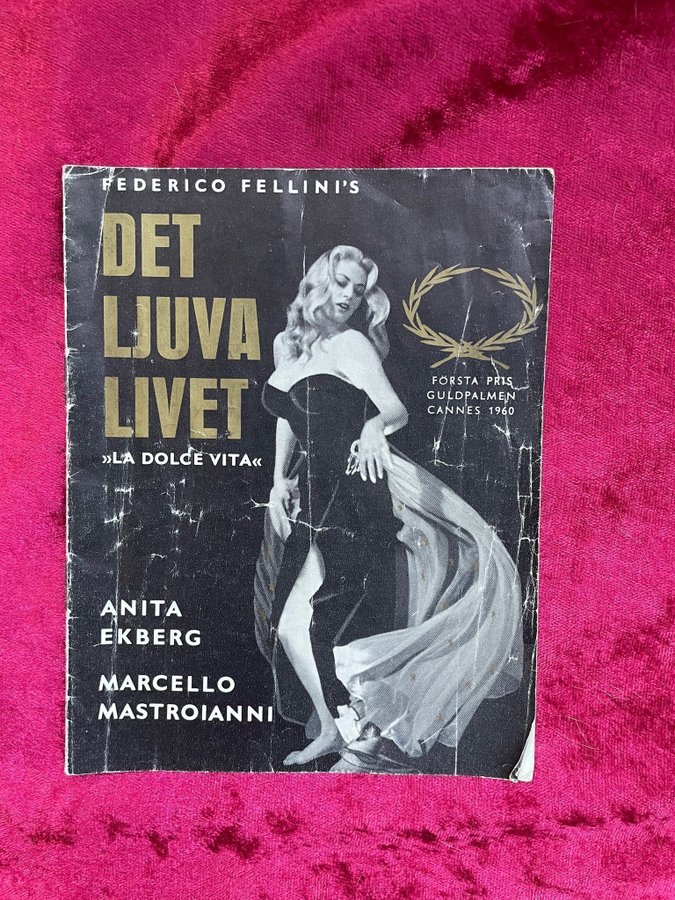 FEDERICO FELLINI'S
DET
LJUVA
LIVET
»LA DOLCE VITA«
FÖRSTA PRIS
GULDPALMEN
CANNES 1960
ANITA
EKBERG
MARCELLO
MASTROIANNI